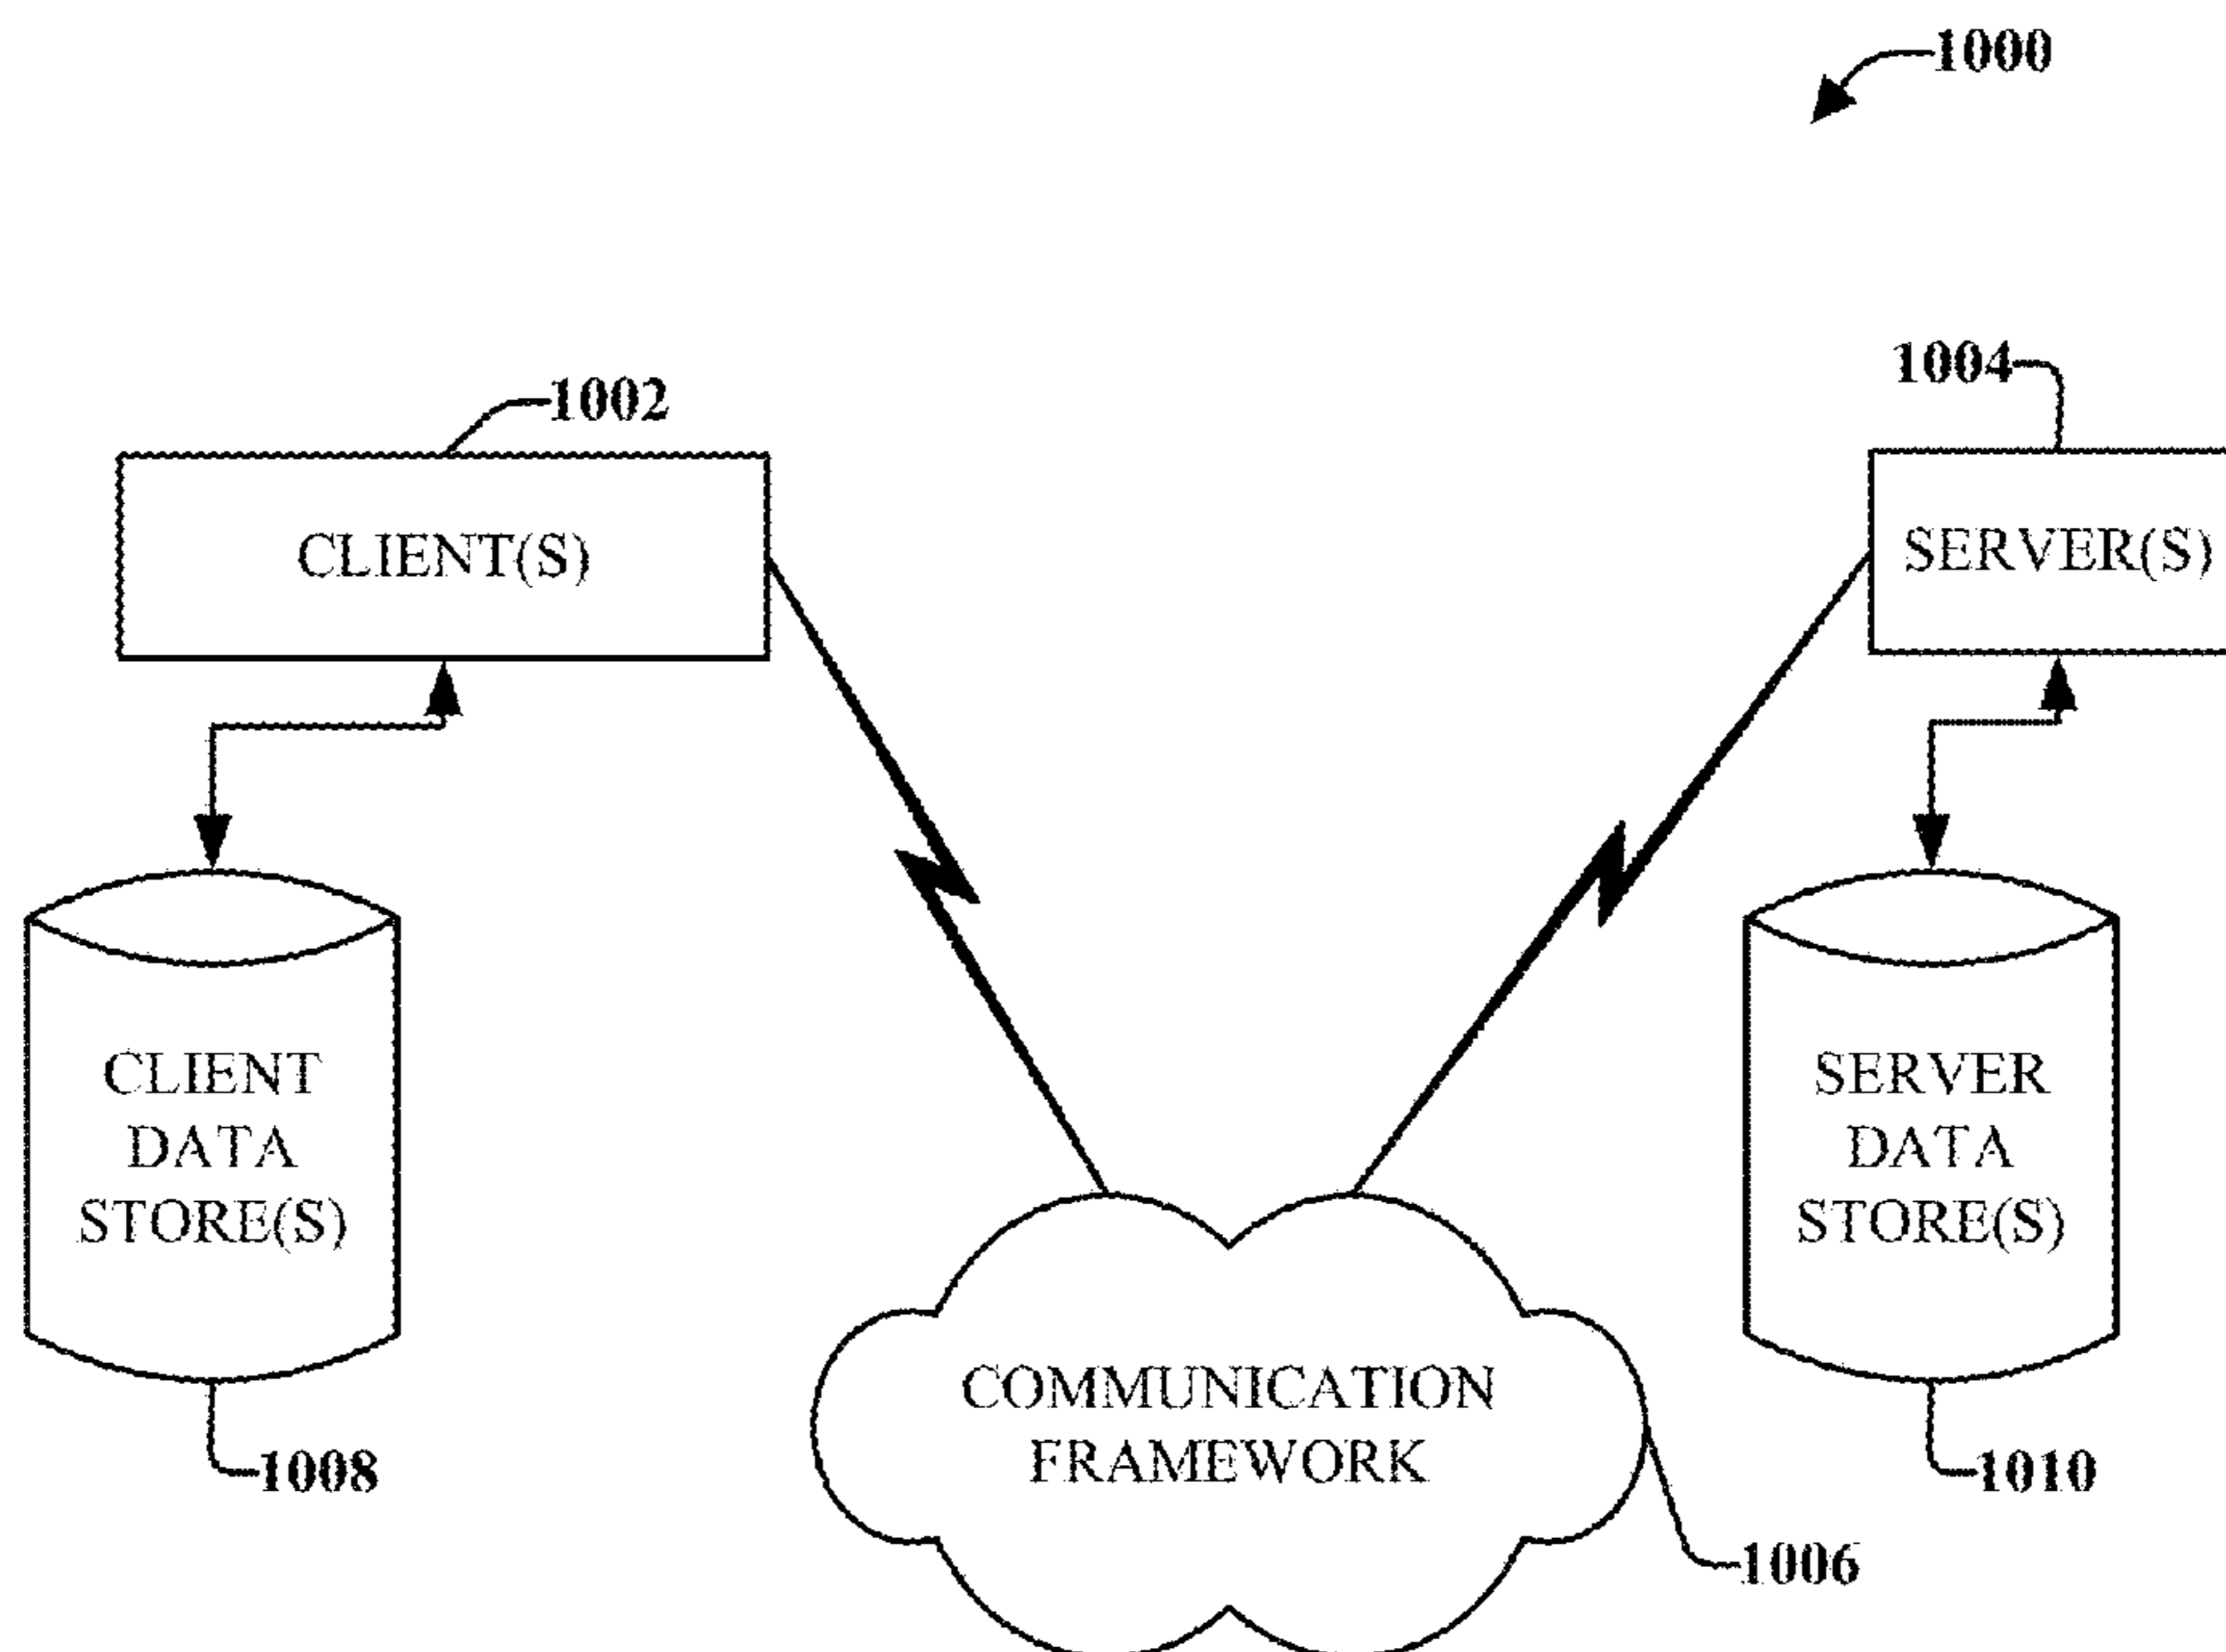 1000
1002
1004
CLIENT(S)
SERVER(S)
CLIENT
DATA
STORE(S)
SERVER
DATA
STORE(S)
COMMUNICATION
FRAMEWORK
1008
1010
1006